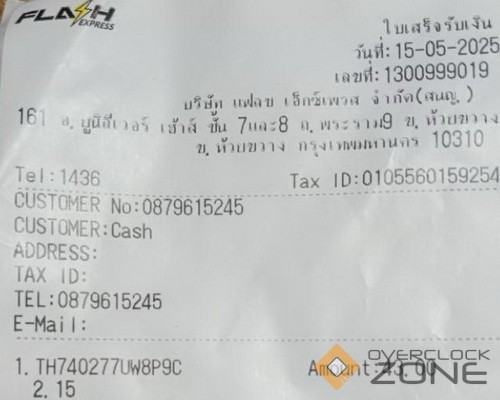 FLASH
EXPRESS
ใบเสร็จรับเงิน
วันที่:15-05-2025
เลขที่:1300999019
บริษัท แฟลช เอ็กซ์เพรส จำกัด(สนญ.)
161 อ.ยูนิลีเวอร์ เฮ้าส์ ชั้น 7และ8 ถ.พระราม9 ข.ห้วยขวาง
ข.ห้วยขวาง กรุงเทพมหานคร 10310
Tel:1436
Tax ID:0105560159254
CUSTOMER No:0879615245
CUSTOMER:Cash
ADDRESS:
TAX ID:
TEL:0879615245
E-Mail:
1. TH740277UW8P9C Amount:43.00
2.15
OVERCLOCK
ZONE